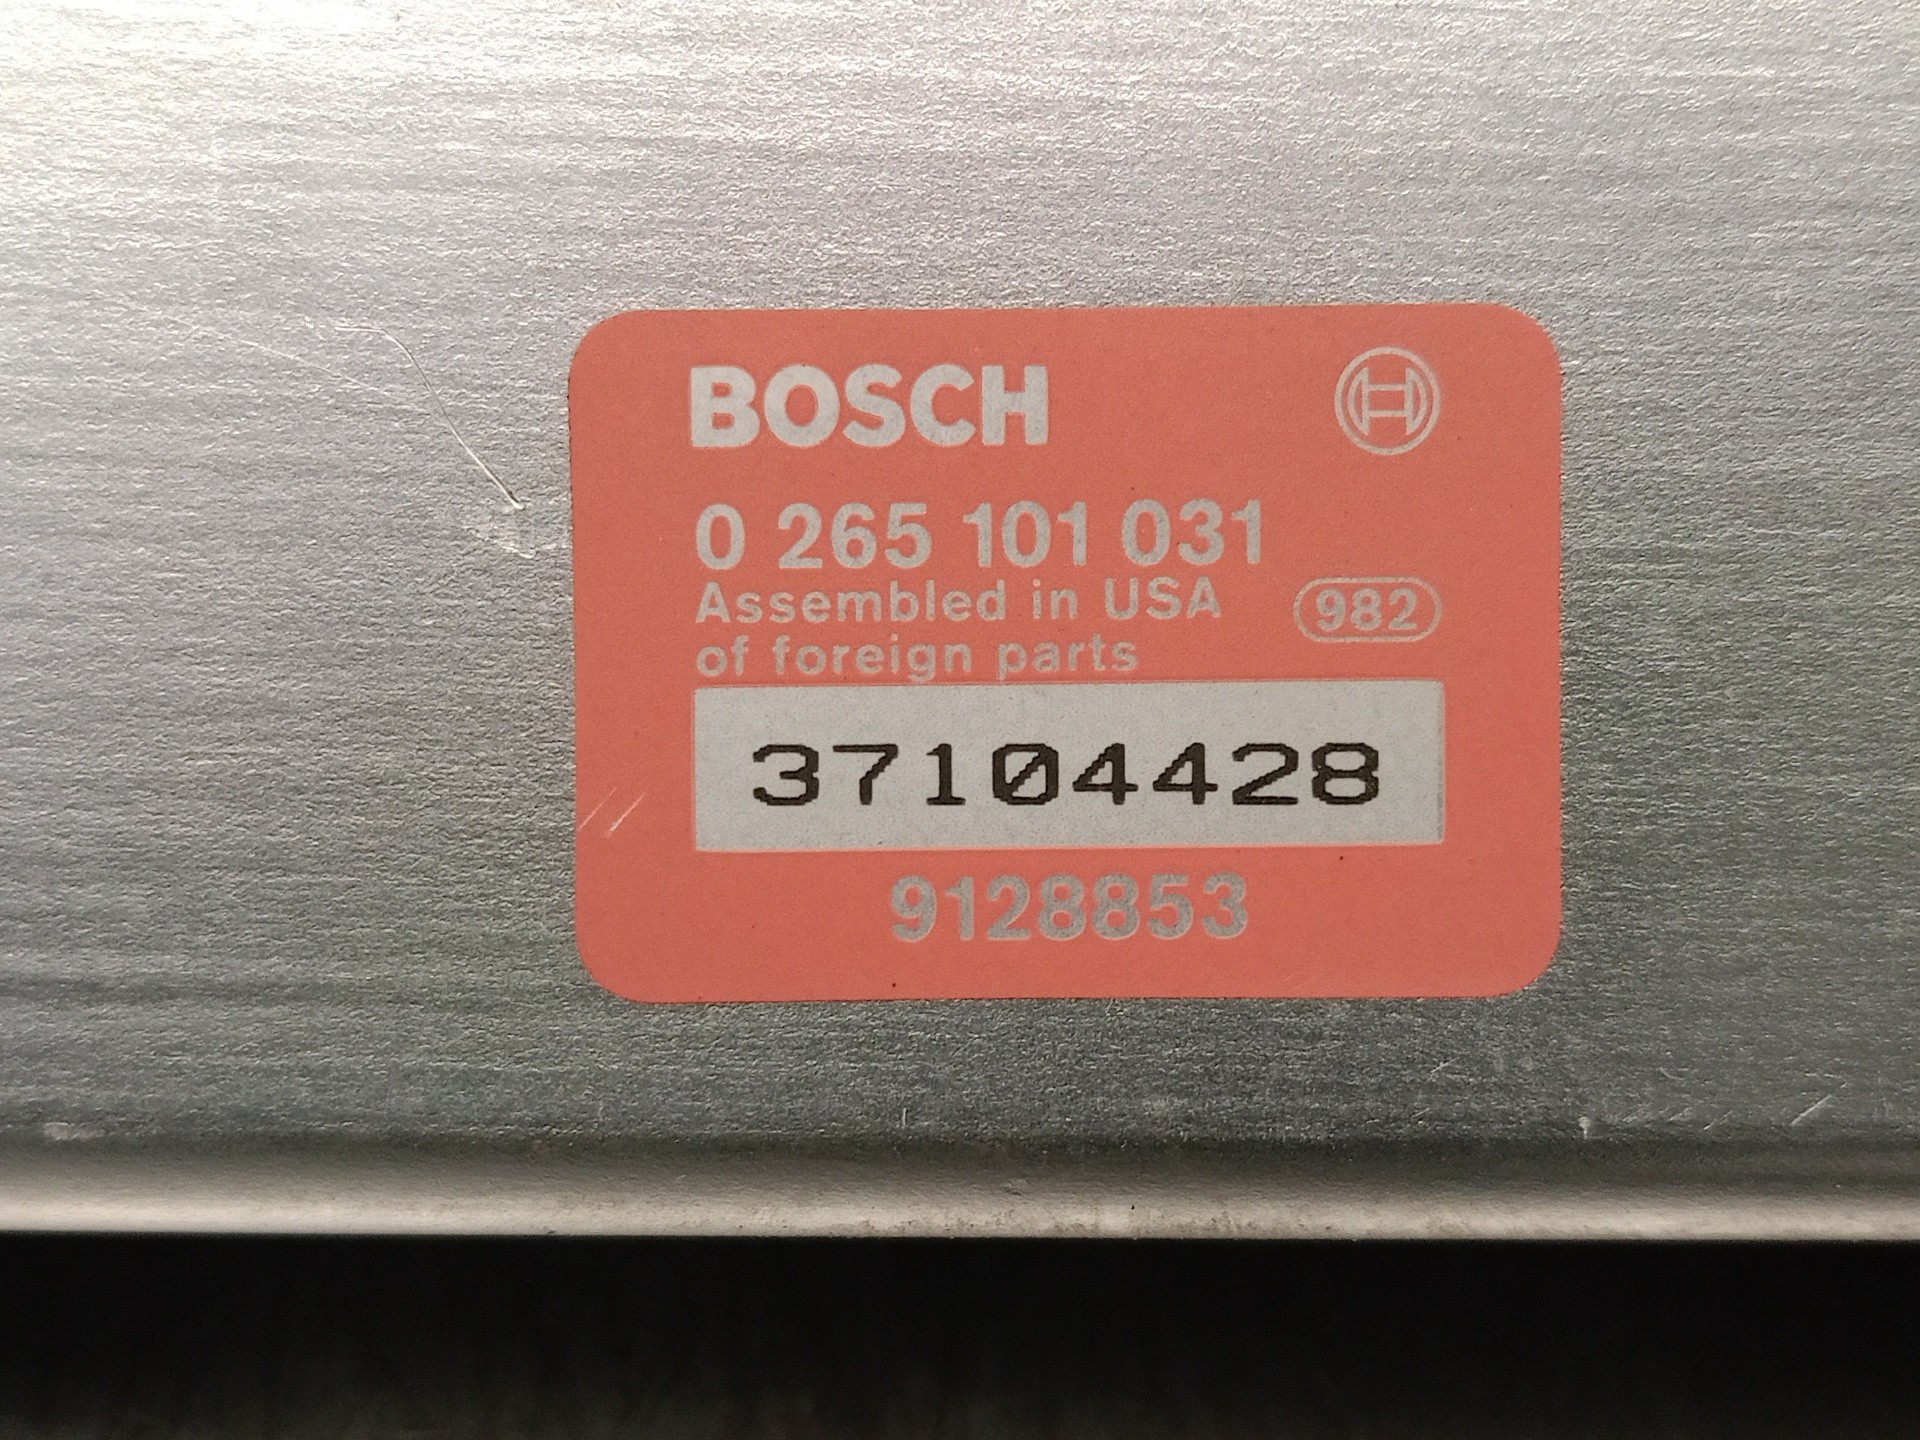 BOSCH
0 265 101 031
Assembled in USA
of foreign parts
982
37104428
9128853